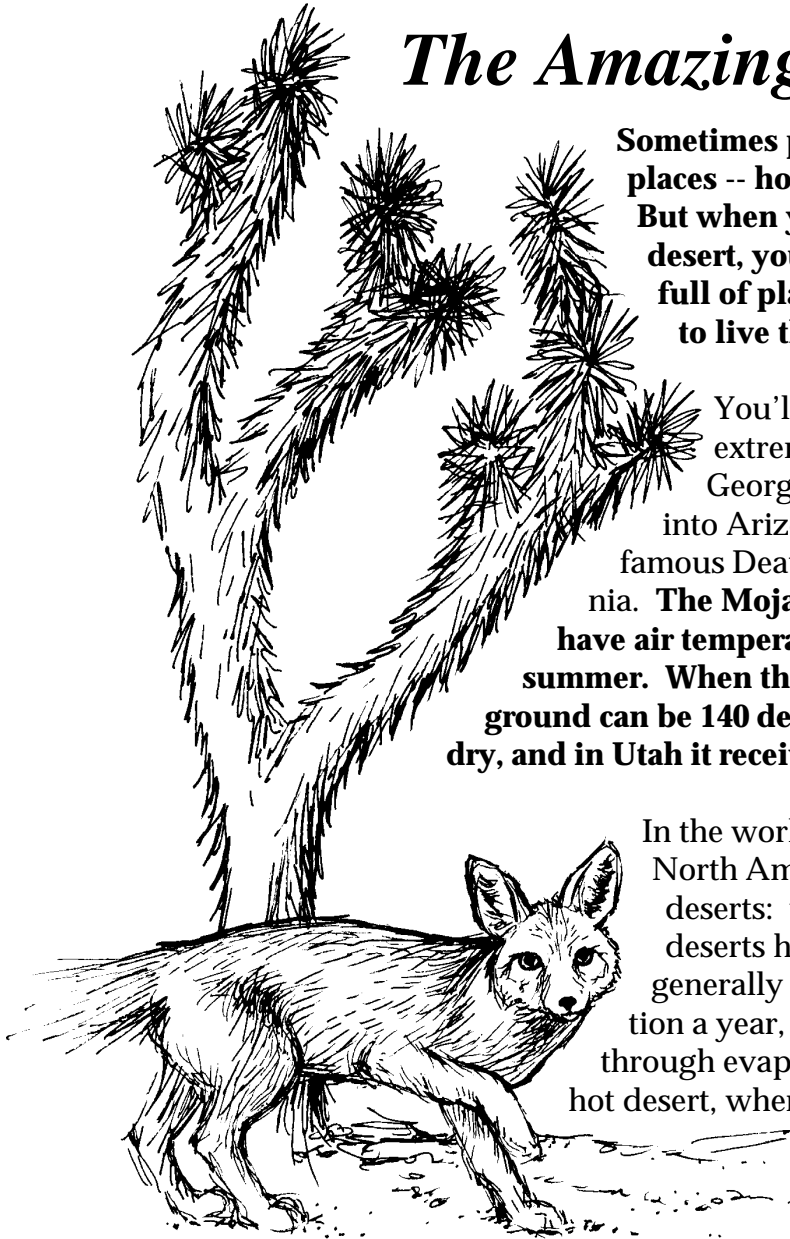 The Amazing
Sometimes
places -- ho
But when
desert, you
full of pla
to live t
You'l
extrem
Georg
into Ariz
famous Dea
nia. The Moja
have air tempera
summer. When th
ground can be 140 de
dry, and in Utah it recei
In the worl
North Am
deserts:
deserts h
generally
tion a year,
through evap
hot desert, wher